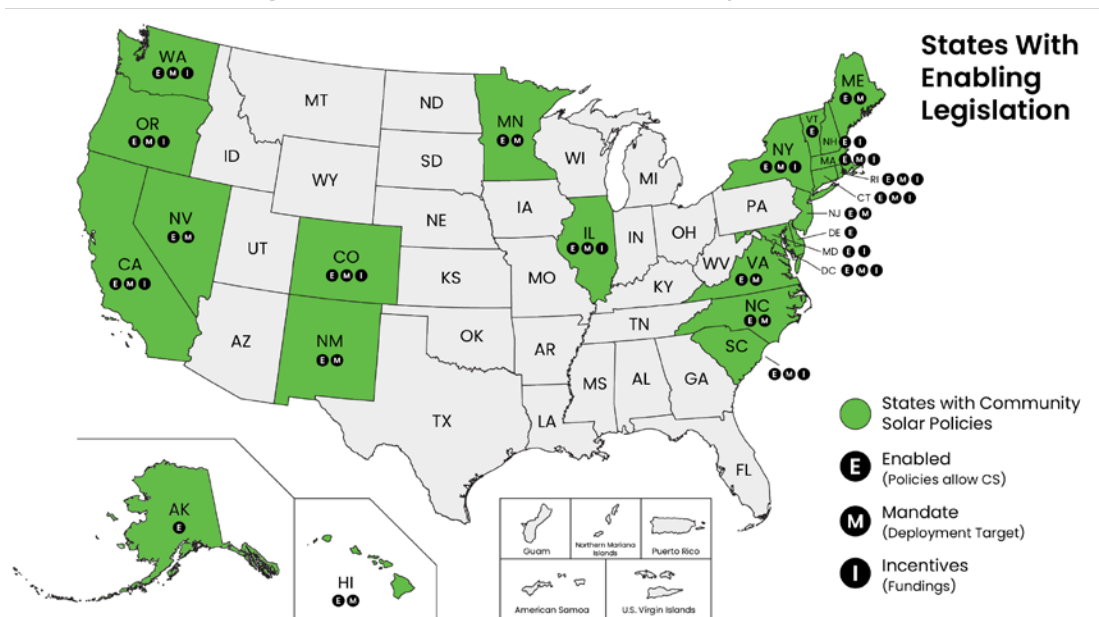 States With
Enabling
Legislation
WA
E M I
OR
E M I
CA
E M I
NV
E M
ID
MT
WY
UT
AZ
CO
E M I
NM
E M
ND
SD
NE
KS
OK
TX
MN
E M
IA
MO
AR
LA
WI
IL
E M I
MI
IN
OH
KY
TN
MS
AL
GA
FL
SC
E M I
NC
E M
VA
E M
WV
PA
NY
E M I
VT
E
ME
E M
NH E I
MA E M I
RI E M I
CT E M I
NJ E M
DE E
MD E I
DC E M I
AK
E
HI
E M
Guam
Northern Mariana
Islands
Puerto Rico
American Samoa
U.S. Virgin Islands
States with Community
Solar Policies
E Enabled
(Policies allow CS)
M Mandate
(Deployment Target)
I Incentives
(Fundings)